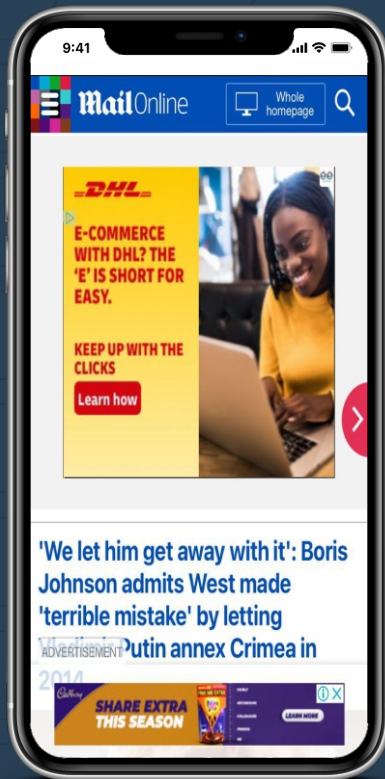 9:41
MailOnline
Whole
homepage
DHL
E-COMMERCE
WITH DHL? THE
'E' IS SHORT FOR
EASY.
KEEP UP WITH THE
CLICKS
Learn how
'We let him get away with it': Boris
Johnson admits West made
'terrible mistake' by letting
Vladimir Putin annex Crimea in
ADVERTISEMENT
2014
Cadbury
SHARE EXTRA
THIS SEASON
LEARN MORE